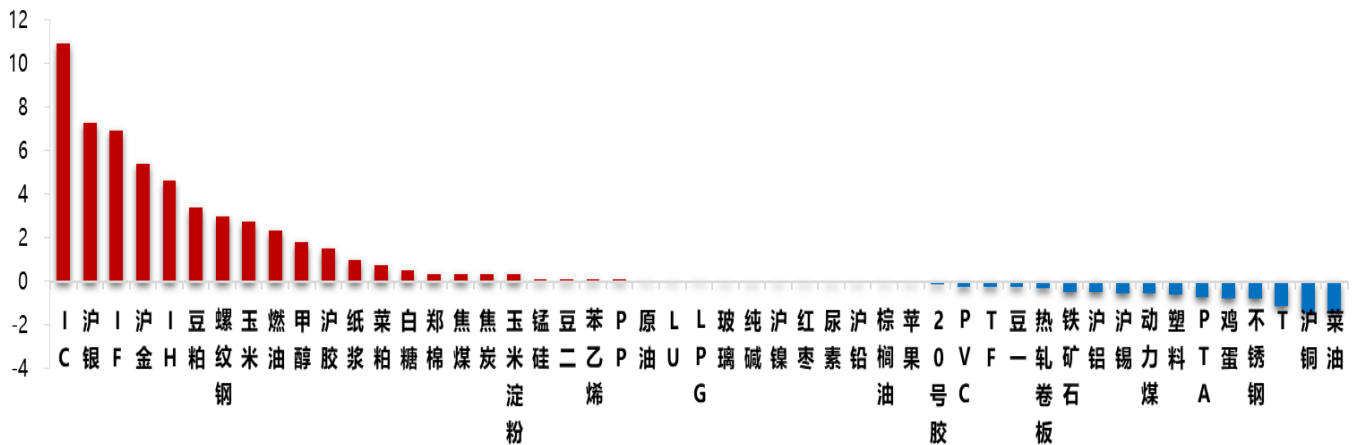 12
10
8
6
4
2
0
-2
-4
IC
沪银
IF
沪金
IH
豆粕
螺纹钢
玉米
燃油
甲醇
沪胶
纸浆
菜粕
白糖
郑棉
焦煤
焦炭
玉米淀粉
锰硅
豆二
苯乙烯
PP
原油
LU
LPG
玻璃
纯碱
沪镍
红枣
尿素
沪铅
棕榈油
苹果
20号胶
PVC
TF
豆一
热轧卷板
铁矿石
沪铝
沪锡
动力煤
塑料
PTA
鸡蛋
不锈钢
T
沪铜
菜油